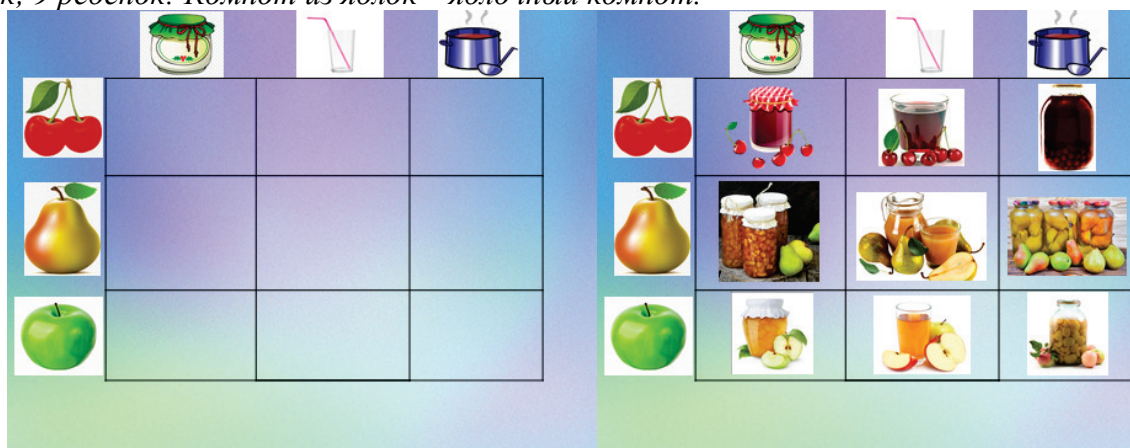 к, 9 ребенок. Компот из яблок – яблочный компот.